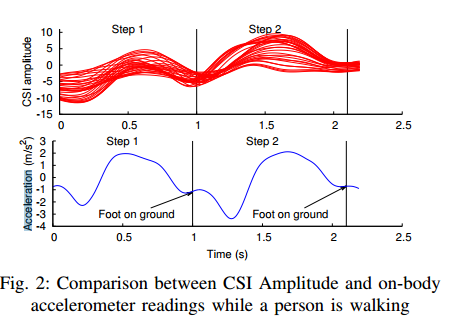 Step 1 Step 2
CSI amplitude
10
5
0
-5
-10
-15
0 0.5 1 1.5 2 2.5
Step 1 Step 2
Acceleration (m/s²)
3
2
1
0
-1
-2
-3
-4
Foot on ground Foot on ground
0 0.5 1 1.5 2 2.5
Time (s)
Fig. 2: Comparison between CSI Amplitude and on-body
accelerometer readings while a person is walking